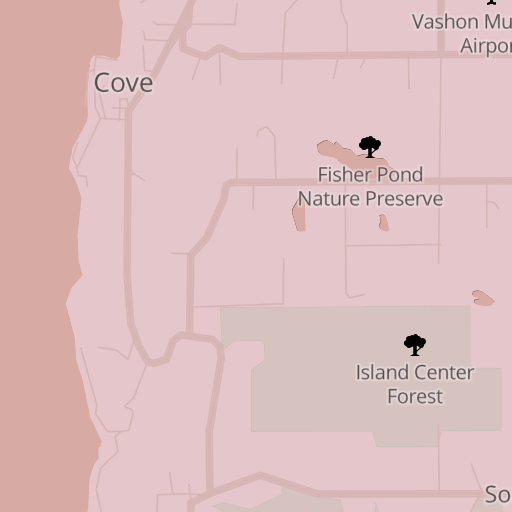 Vashon Mu
Airpor
Cove
Fisher Pond
Nature Preserve
Island Center
Forest
So